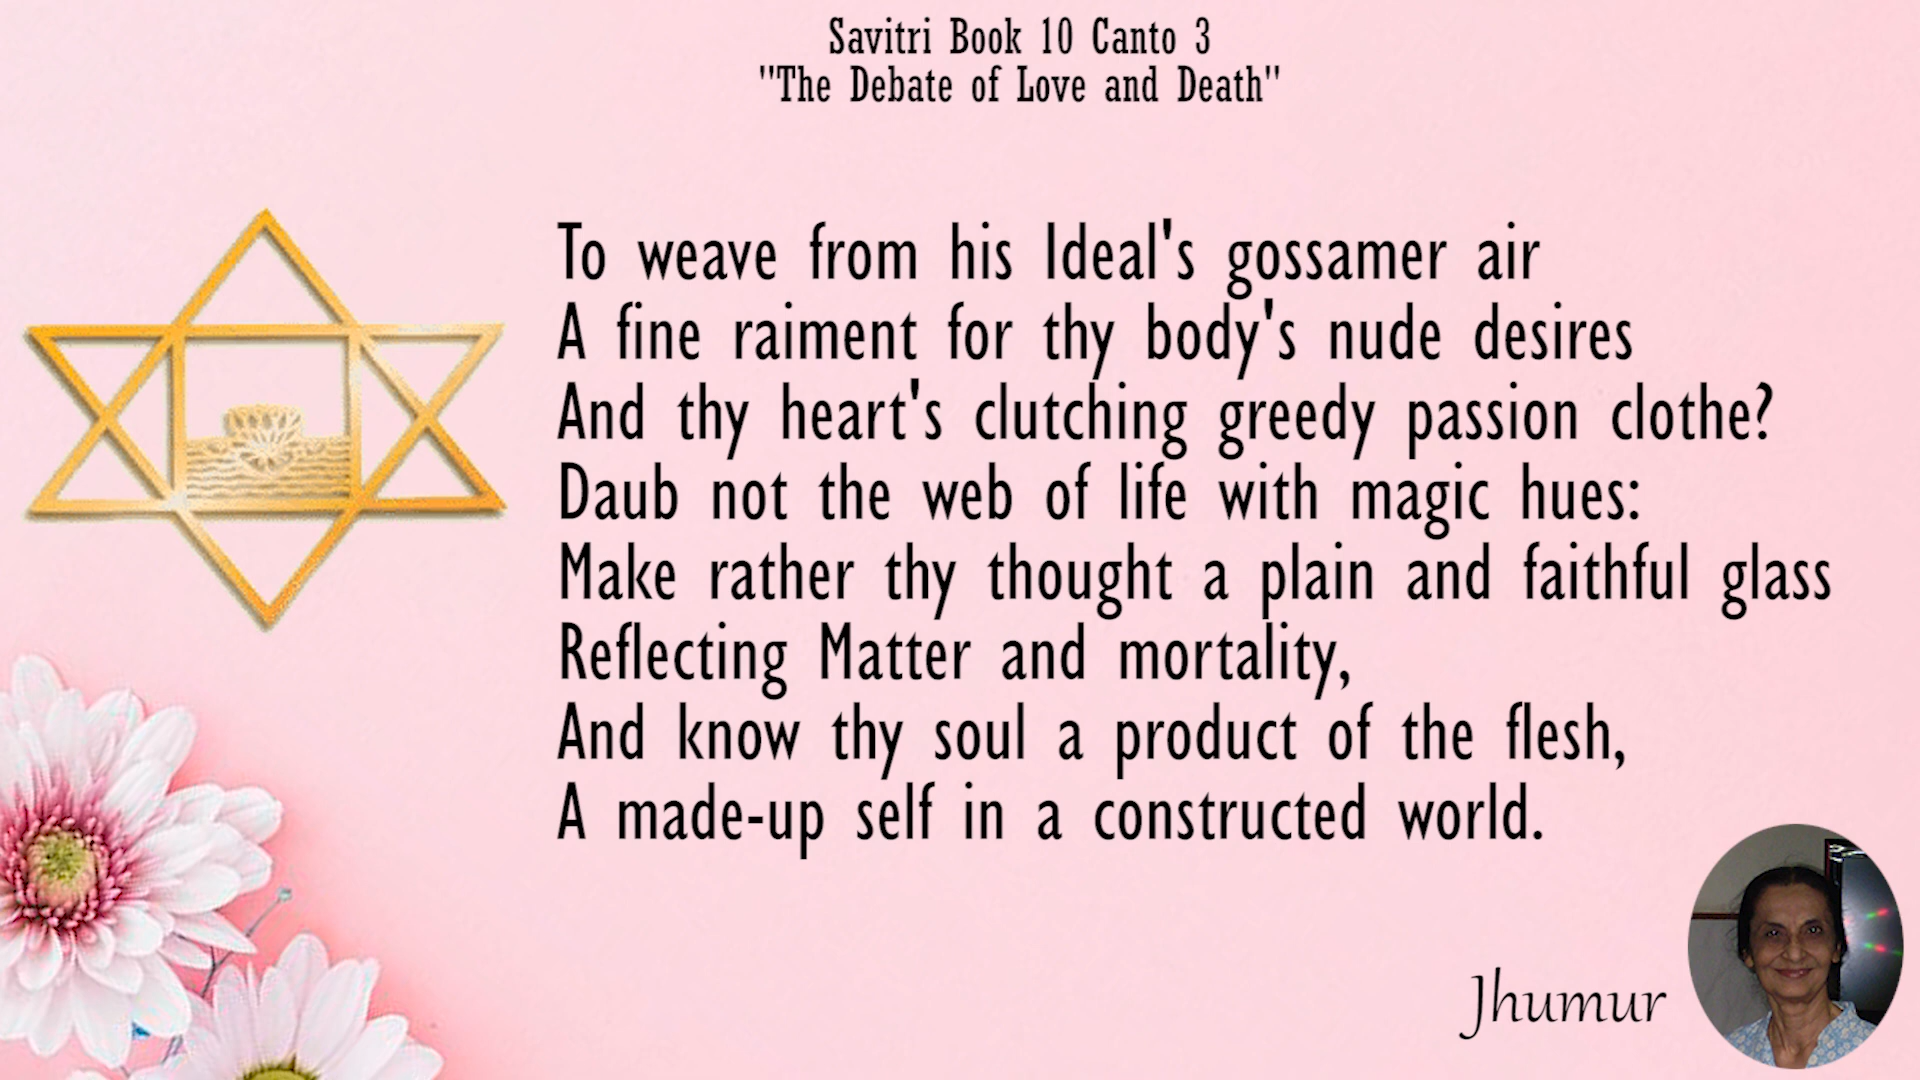 Savitri Book 10 Canto 3
"The Debate of Love and Death"
To weave from his Ideal's gossamer air
A fine raiment for thy body's nude desires
And thy heart's clutching greedy passion clothe?
Daub not the web of life with magic hues:
Make rather thy thought a plain and faithful glass
Reflecting Matter and mortality,
And know thy soul a product of the flesh,
A made-up self in a constructed world.
Jhumur